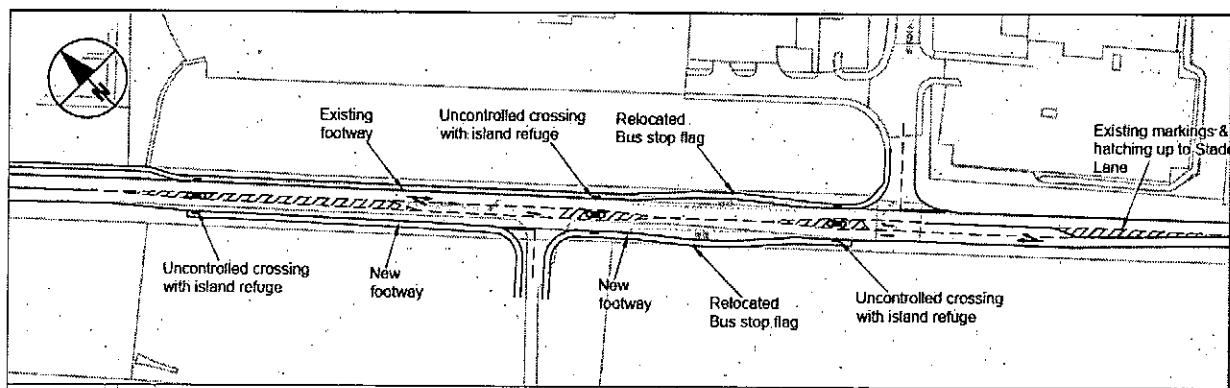 N
Existing
footway
Uncontrolled crossing
with island refuge
Relocated
Bus stop flag
Existing markings &
hatching up to Stade
Lane
Uncontrolled crossing
with island refuge
New
footway
New
footway
Relocated
Bus stop flag
Uncontrolled crossing
with island refuge